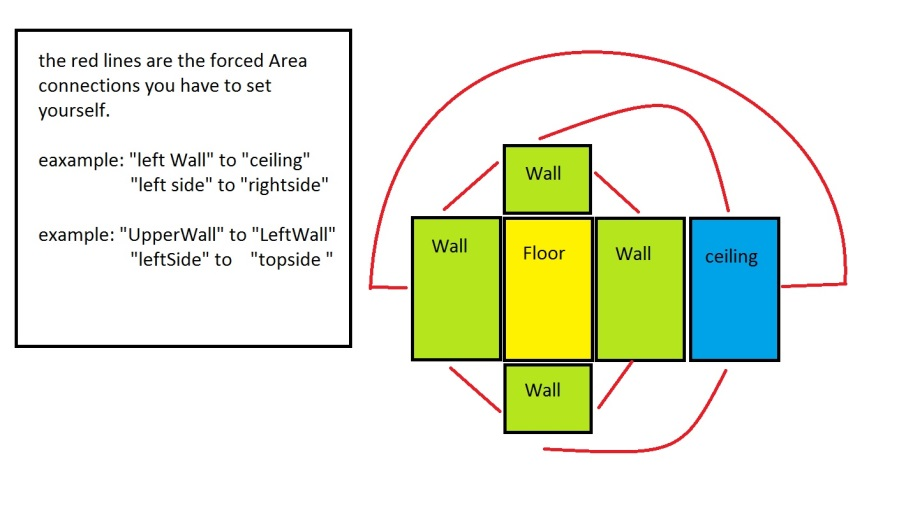 the red lines are the forced Area
connections you have to set
yourself.
eaxample: "left Wall" to "ceiling"
"left side" to "rightside"
example: "UpperWall" to "LeftWall"
"leftSide" to "topside "
Wall
Wall
Floor
Wall
ceiling
Wall